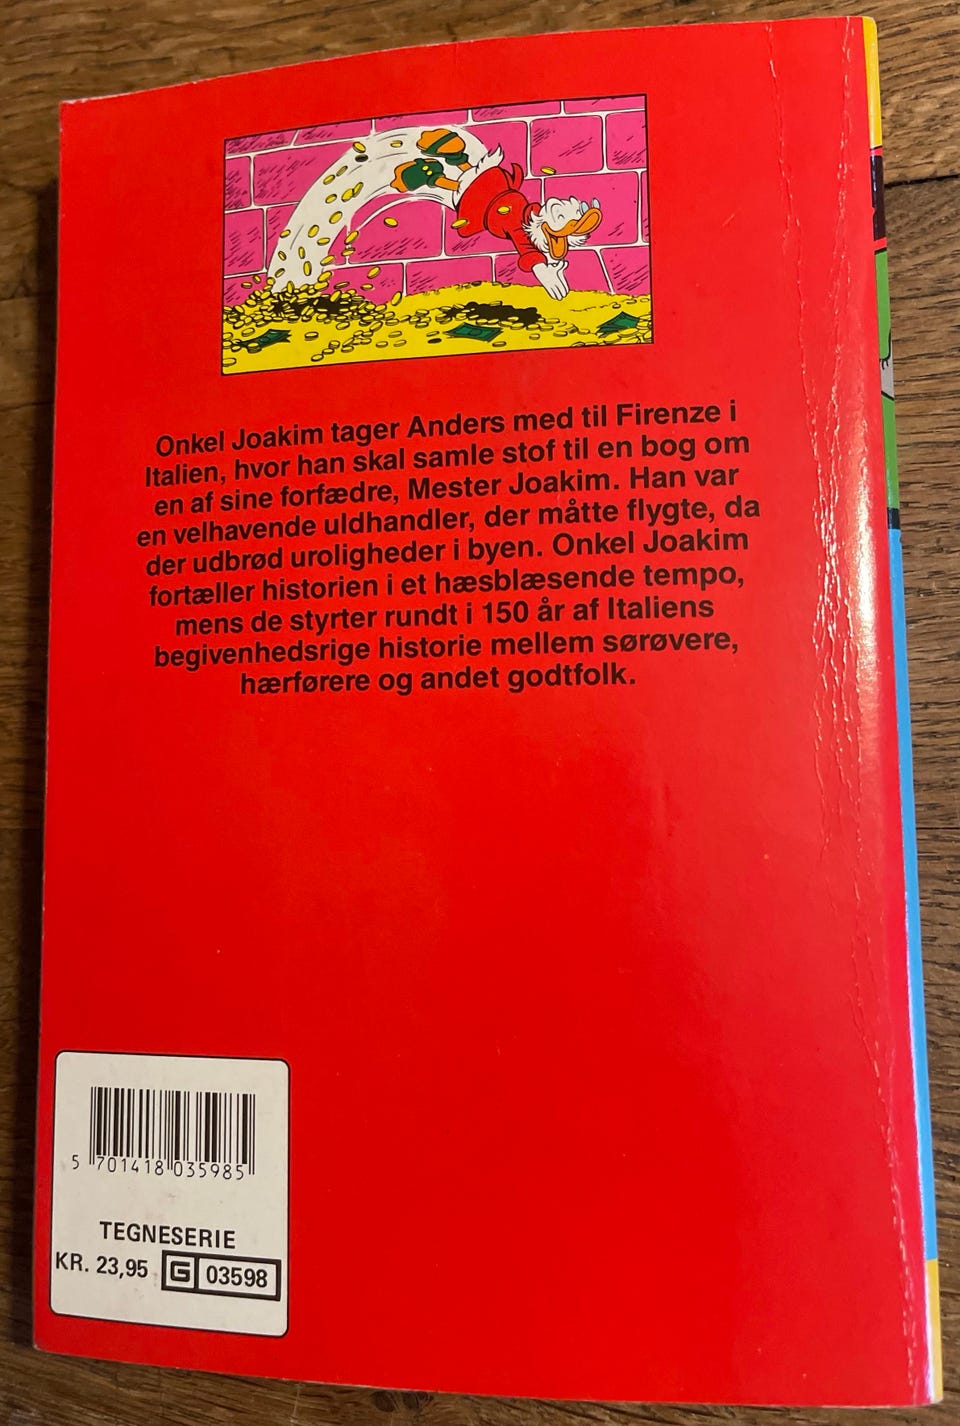 Onkel Joakim tager Anders med til Firenze i
Italien, hvor han skal samle stof til en bog om
en af sine forfædre, Mester Joakim. Han var
en velhavende uldhandler, der måtte flygte, da
der udbrød uroligheder i byen. Onkel Joakim
fortæller historien i et hæsblæsende tempo,
mens de styrter rundt i 150 år af Italiens
begivenhedsrige historie mellem sørøvere,
hærførere og andet godtfolk.
5 701418 035985
TEGNESERIE
KR. 23,95 G 03598